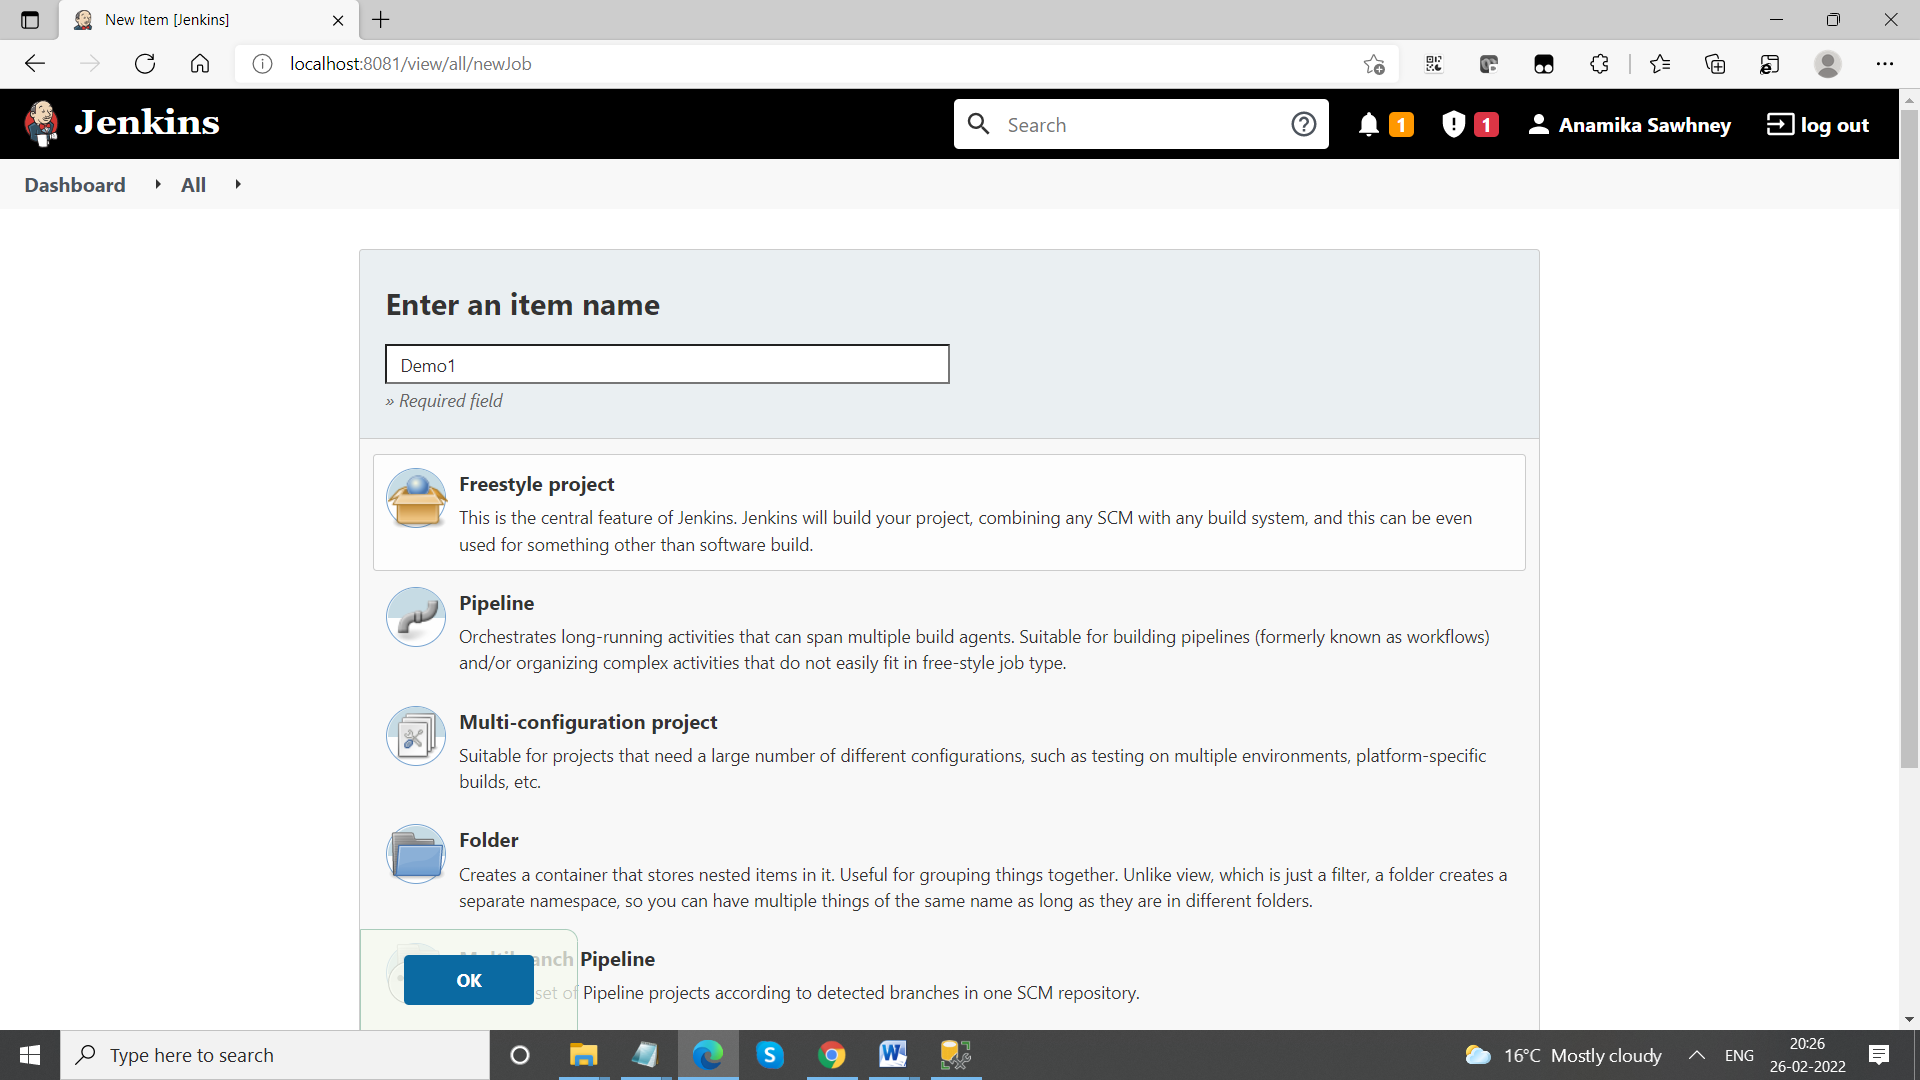 New Item [Jenkins]
localhost:8081/view/all/newJob
Jenkins
Search
1
1
Anamika Sawhney
log out
Dashboard
All
Enter an item name
Demo1
» Required field
Freestyle project
This is the central feature of Jenkins. Jenkins will build your project, combining any SCM with any build system, and this can be even
used for something other than software build.
Pipeline
Orchestrates long-running activities that can span multiple build agents. Suitable for building pipelines (formerly known as workflows)
and/or organizing complex activities that do not easily fit in free-style job type.
Multi-configuration project
Suitable for projects that need a large number of different configurations, such as testing on multiple environments, platform-specific
builds, etc.
Folder
Creates a container that stores nested items in it. Useful for grouping things together. Unlike view, which is just a filter, a folder creates a
separate namespace, so you can have multiple things of the same name as long as they are in different folders.
Pipeline
set of Pipeline projects according to detected branches in one SCM repository.
OK
Type here to search
16°C Mostly cloudy
ENG
20:26
26-02-2022